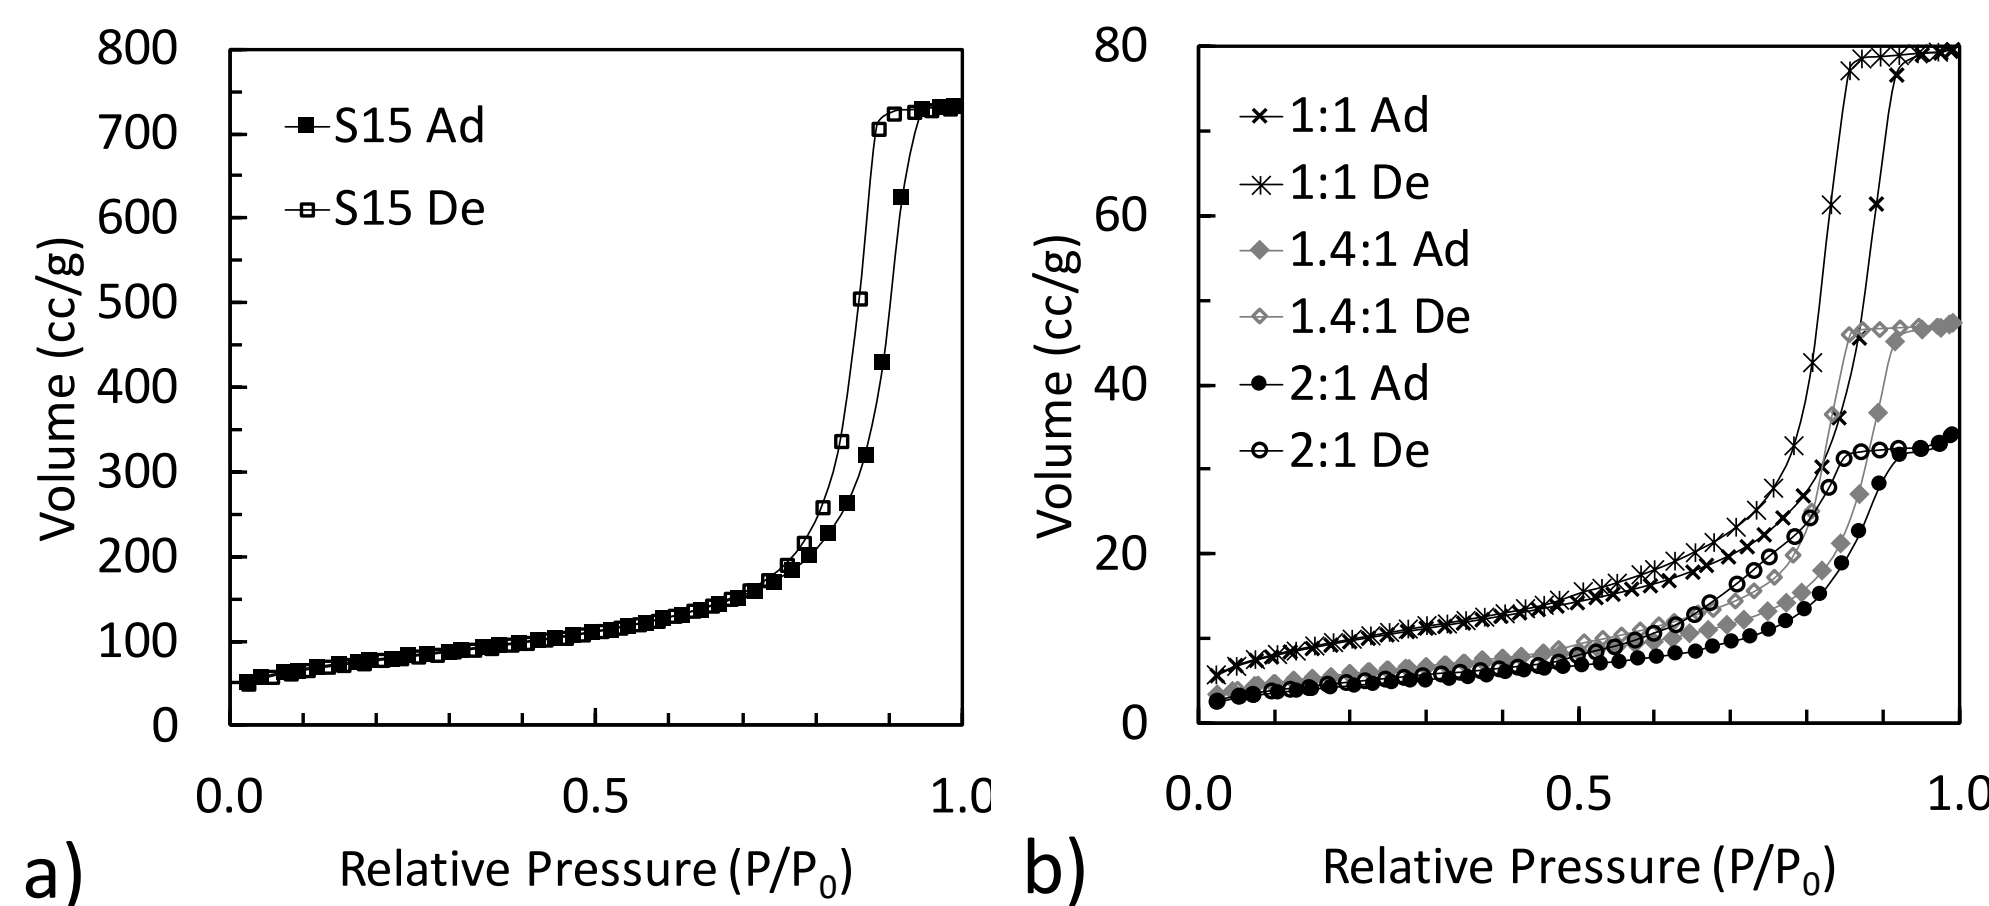 800
700
600
500
400
300
200
100
0
Volume (cc/g)
S15 Ad
S15 De
0.0
0.5
1.0
Relative Pressure (P/P₀)
a)
80
60
40
20
0
Volume (cc/g)
1:1 Ad
1:1 De
1.4:1 Ad
1.4:1 De
2:1 Ad
2:1 De
0.0
0.5
1.0
Relative Pressure (P/P₀)
b)